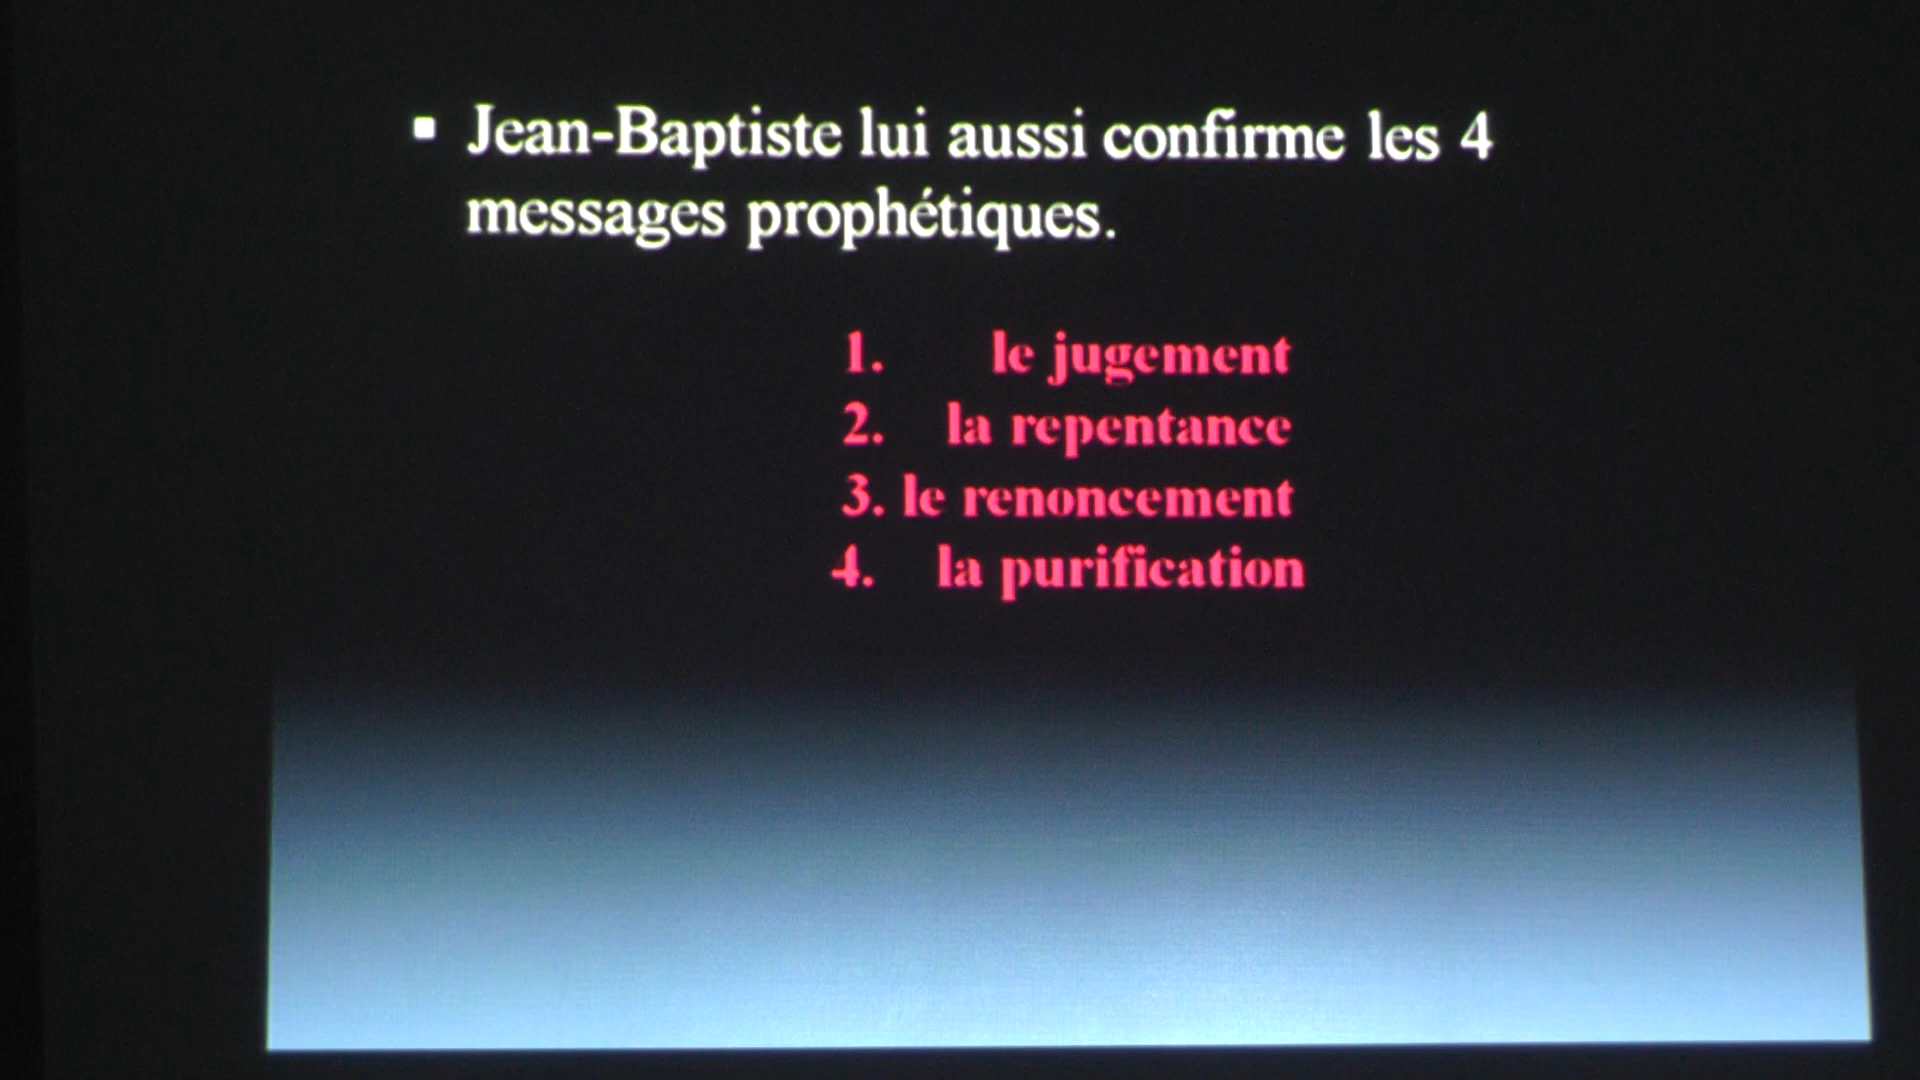 ▪ Jean-Baptiste lui aussi confirme les 4
messages prophétiques.
1. le jugement
2. la repentance
3. le renoncement
4. la purification